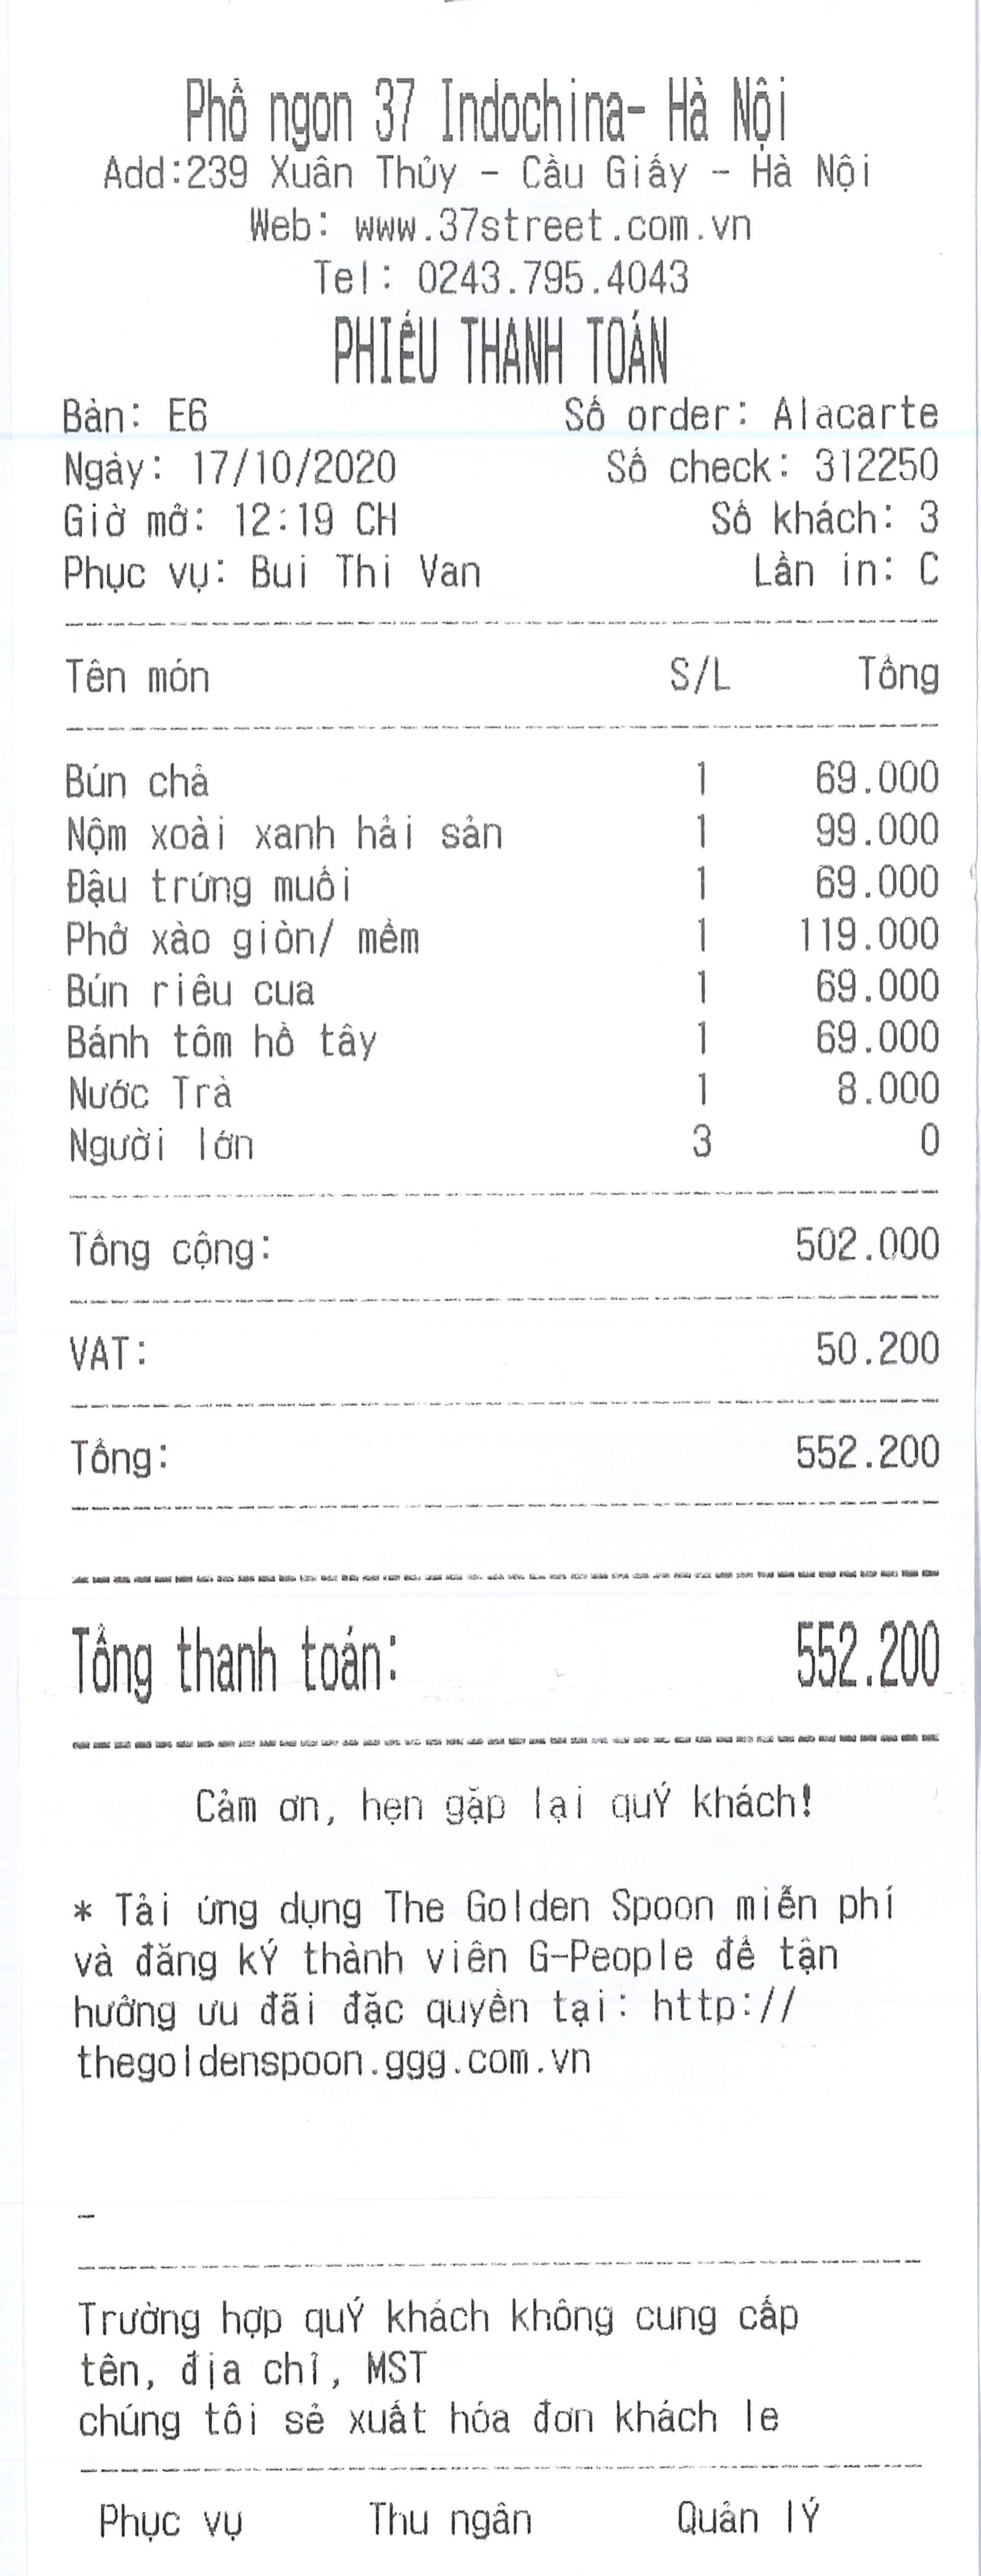 Phố ngon 37 Indochina- Hà Nội
Add:239 Xuân Thủy - Cầu Giấy - Hà Nội
Web: www.37street.com.vn
Tel: 0243.795.4043
PHIẾU THANH TOÁN
Bàn: E6 Số order: Alacarte
Ngày: 17/10/2020 Số check: 312250
Giờ mở: 12:19 CH Số khách: 3
Phục vụ: Bui Thi Van Lần in: C
Tên món S/L Tổng
Bún chả 1 69.000
Nộm xoài xanh hải sản 1 99.000
Đậu trứng muối 1 69.000
Phở xào giòn/ mềm 1 119.000
Bún riêu cua 1 69.000
Bánh tôm hồ tây 1 69.000
Nước Trà 1 8.000
Người lớn 3 0
Tổng cộng: 502.000
VAT: 50.200
Tổng: 552.200
Tổng thanh toán: 552.200
Cảm ơn, hẹn gặp lại quÝ khách!
* Tải ứng dụng The Golden Spoon miễn phí
và đăng kÝ thành viên G-People để tận
hưởng ưu đãi đặc quyền tại: http://
thegoldenspoon.ggg.com.vn
-
Trường hợp quÝ khách không cung cấp
tên, địa chỉ, MST
chúng tôi sẻ xuất hóa đơn khách le
Phục vụ Thu ngân Quản lÝ